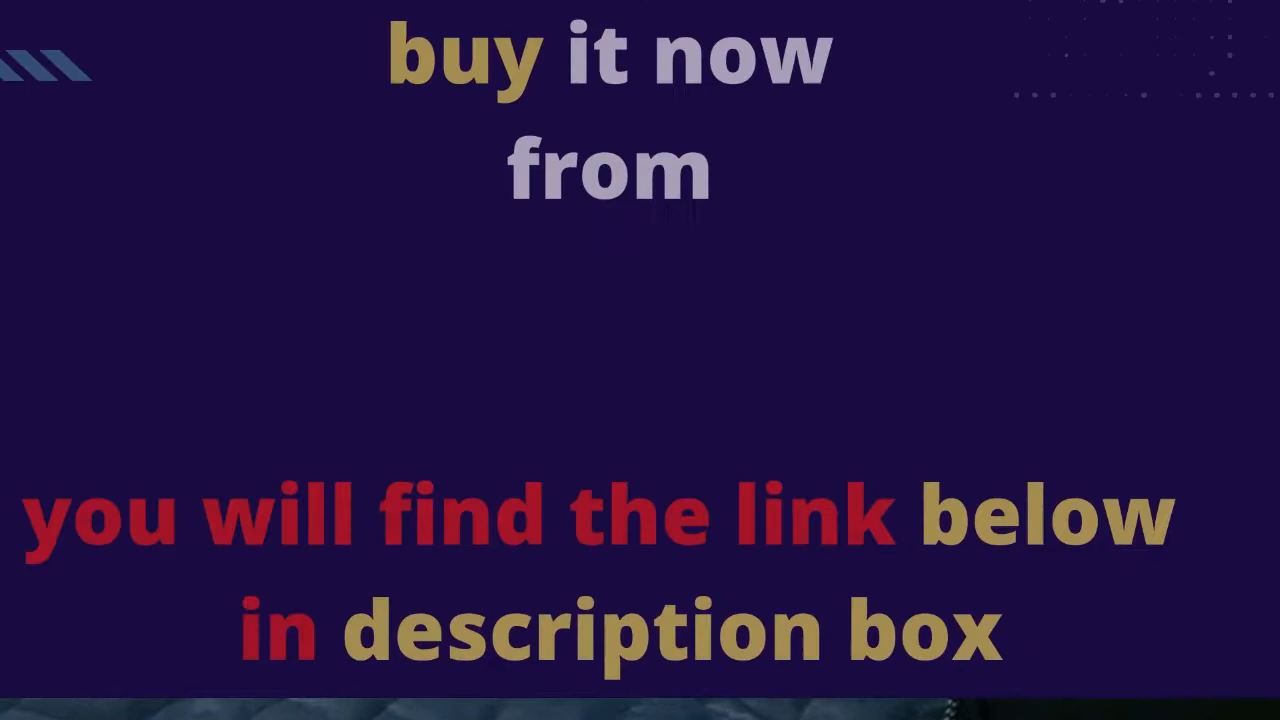 buy it now
from
you will find the link below
in description box